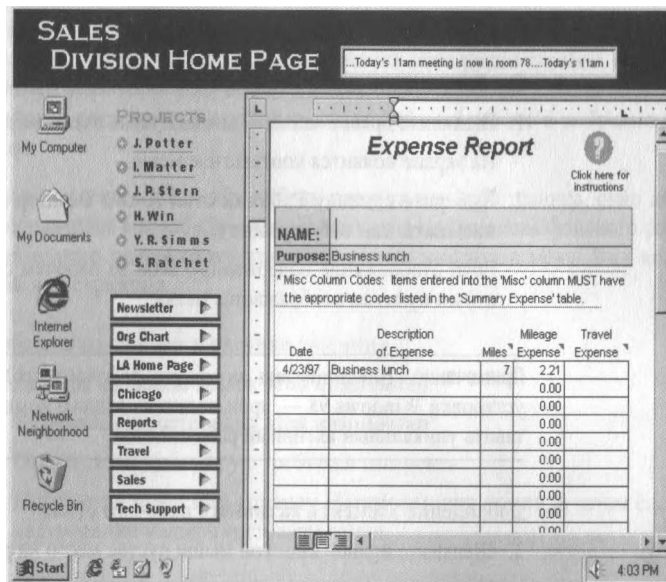 SALES
DIVISION HOME PAGE
...Today's 11am meeting is now in room 78....Today's 11am
My Computer
My Documents
Internet
Explorer
Network
Neighborhood
Recycle Bin
PROJECTS
J. Potter
I. Matter
J. P. Stern
H. Win
Y. R. Simms
S. Ratchet
Newsletter
Org Chart
LA Home Page
Chicago
Reports
Travel
Sales
Tech Support
L
Expense Report
?
Click here for
instructions
NAME:
Purpose: Business lunch
* Misc Column Codes: Items entered into the 'Misc' column MUST have
the appropriate codes listed in the 'Summary Expense' table.
Description Mileage Travel
Date of Expense Miles Expense Expense
4/23/97 Business lunch 7 2.21
0.00
0.00
0.00
0.00
0.00
0.00
0.00
0.00
0.00
Start
4:03 PM